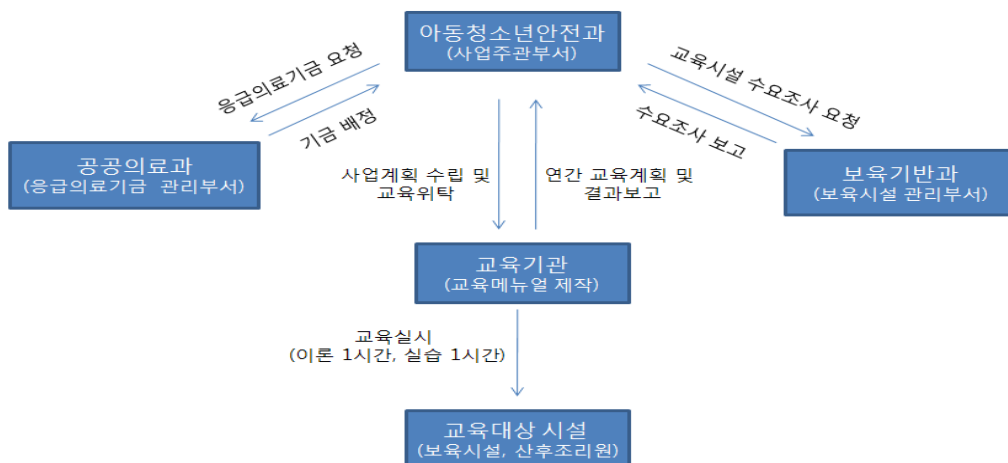 아동청소년안전과
(사업주관부서)
응급의료기금 요청
기금 배정
교육시설 수요조사 요청
수요조사 보고
공공의료과
(응급의료기금 관리부서)
사업계획 수립 및
교육위탁
연간 교육계획 및
결과보고
보육기반과
(보육시설 관리부서)
교육기관
(교육메뉴얼 제작)
교육실시
(이론 1시간, 실습 1시간)
교육대상 시설
(보육시설, 산후조리원)